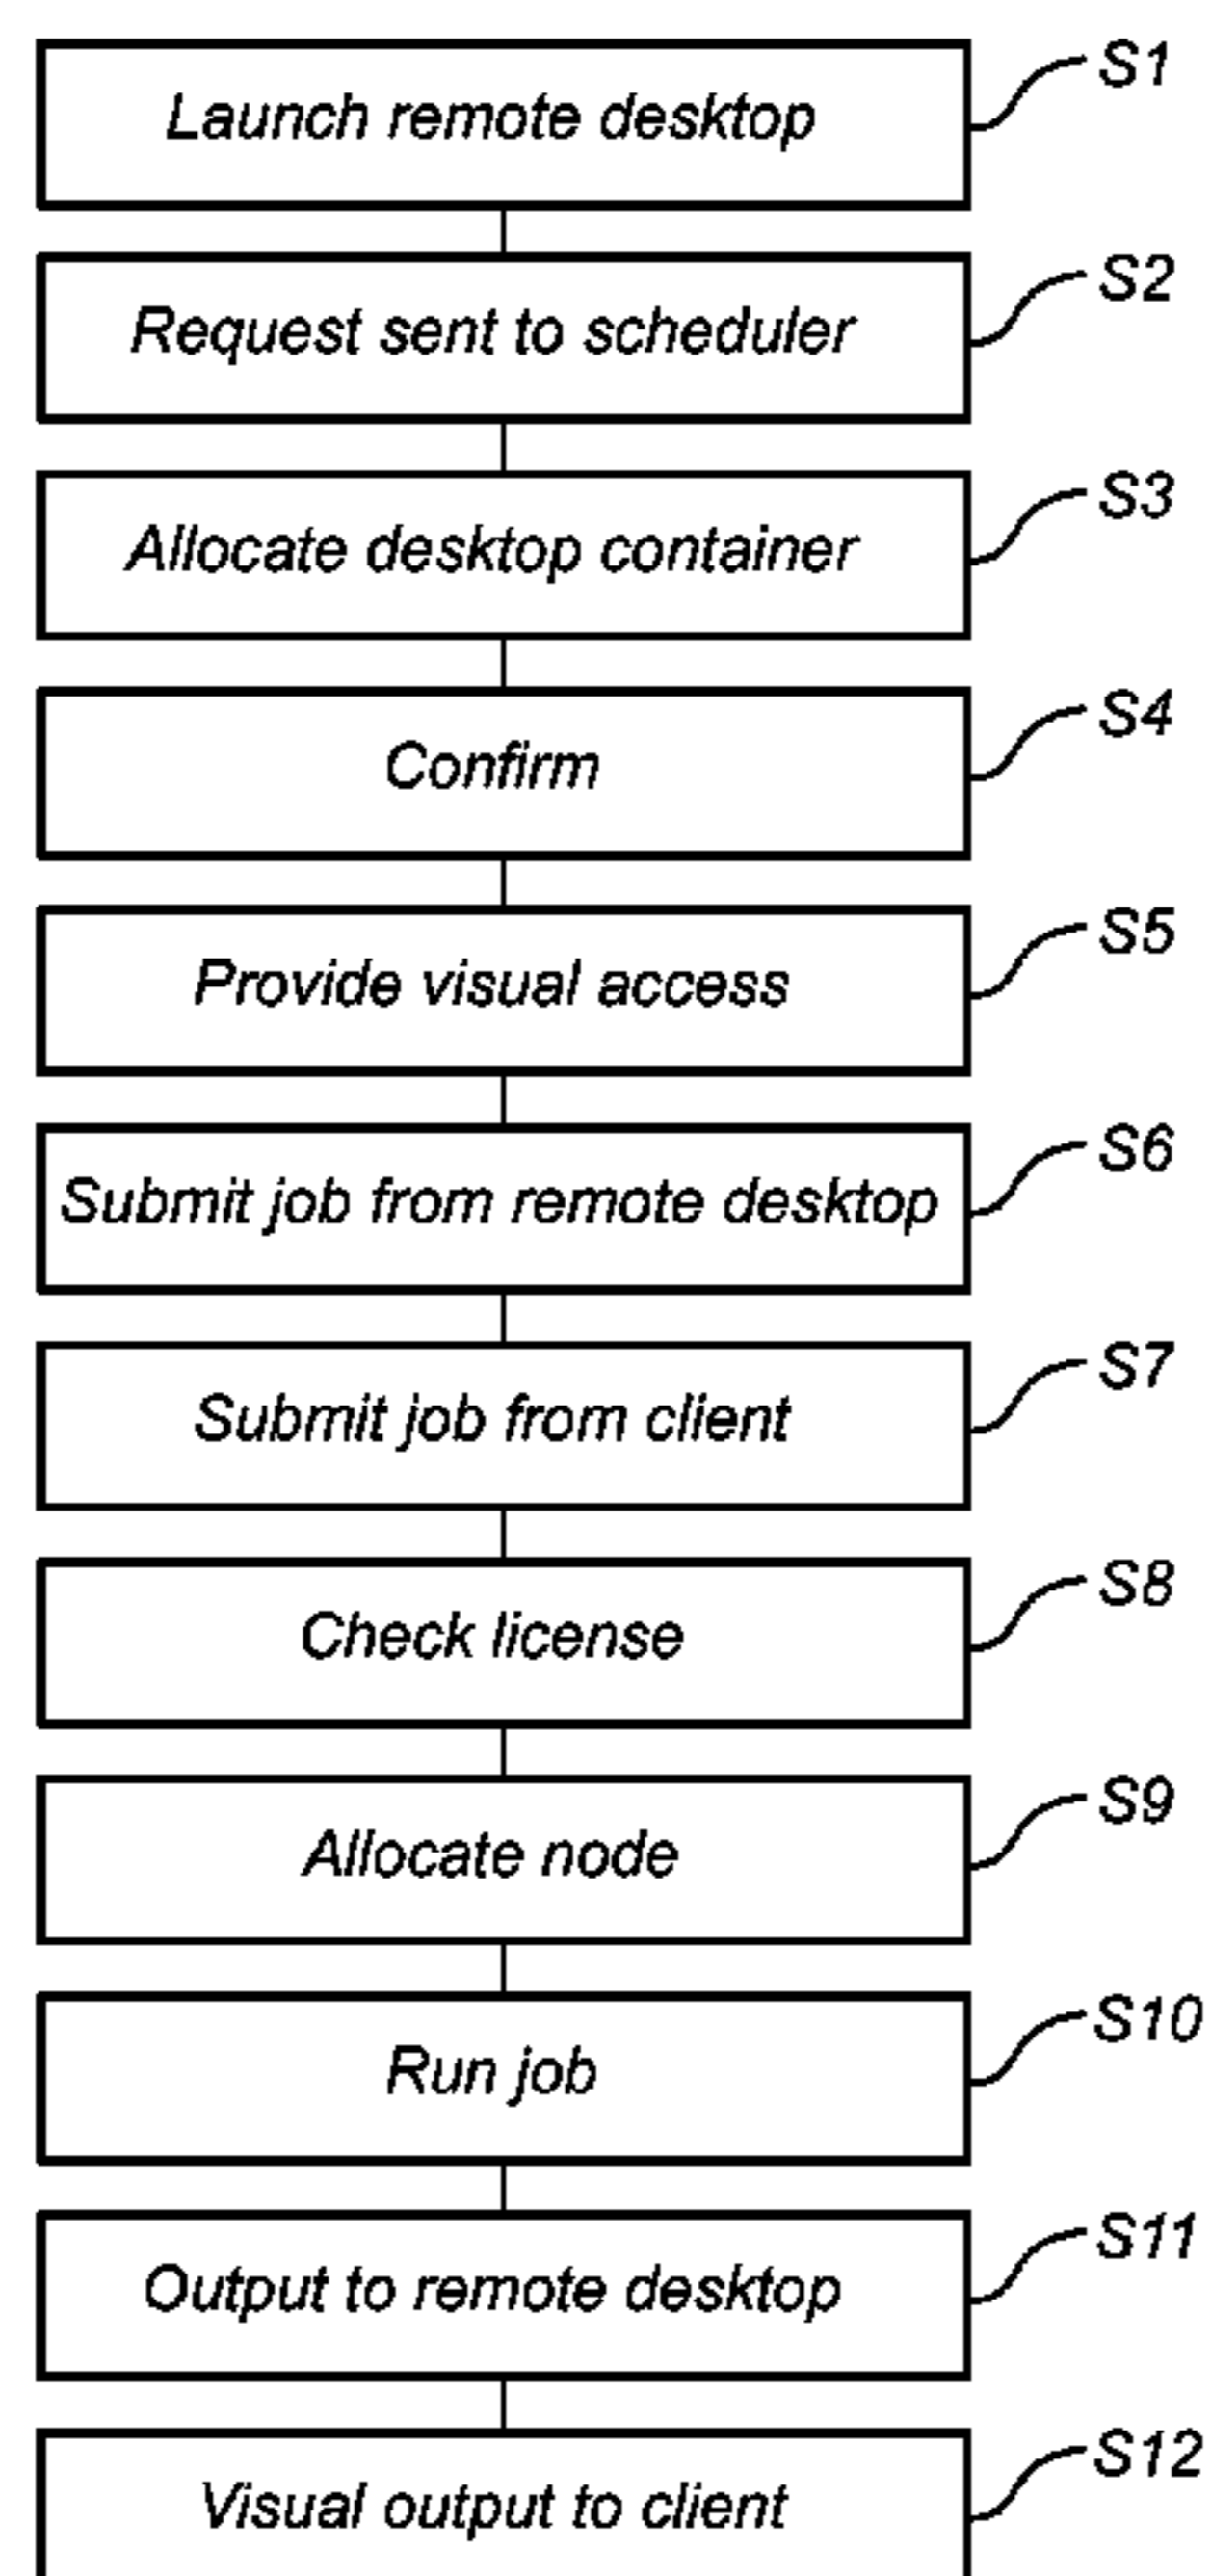 Launch remote desktop S1
Request sent to scheduler S2
Allocate desktop container S3
Confirm S4
Provide visual access S5
Submit job from remote desktop S6
Submit job from client S7
Check license S8
Allocate node S9
Run job S10
Output to remote desktop S11
Visual output to client S12